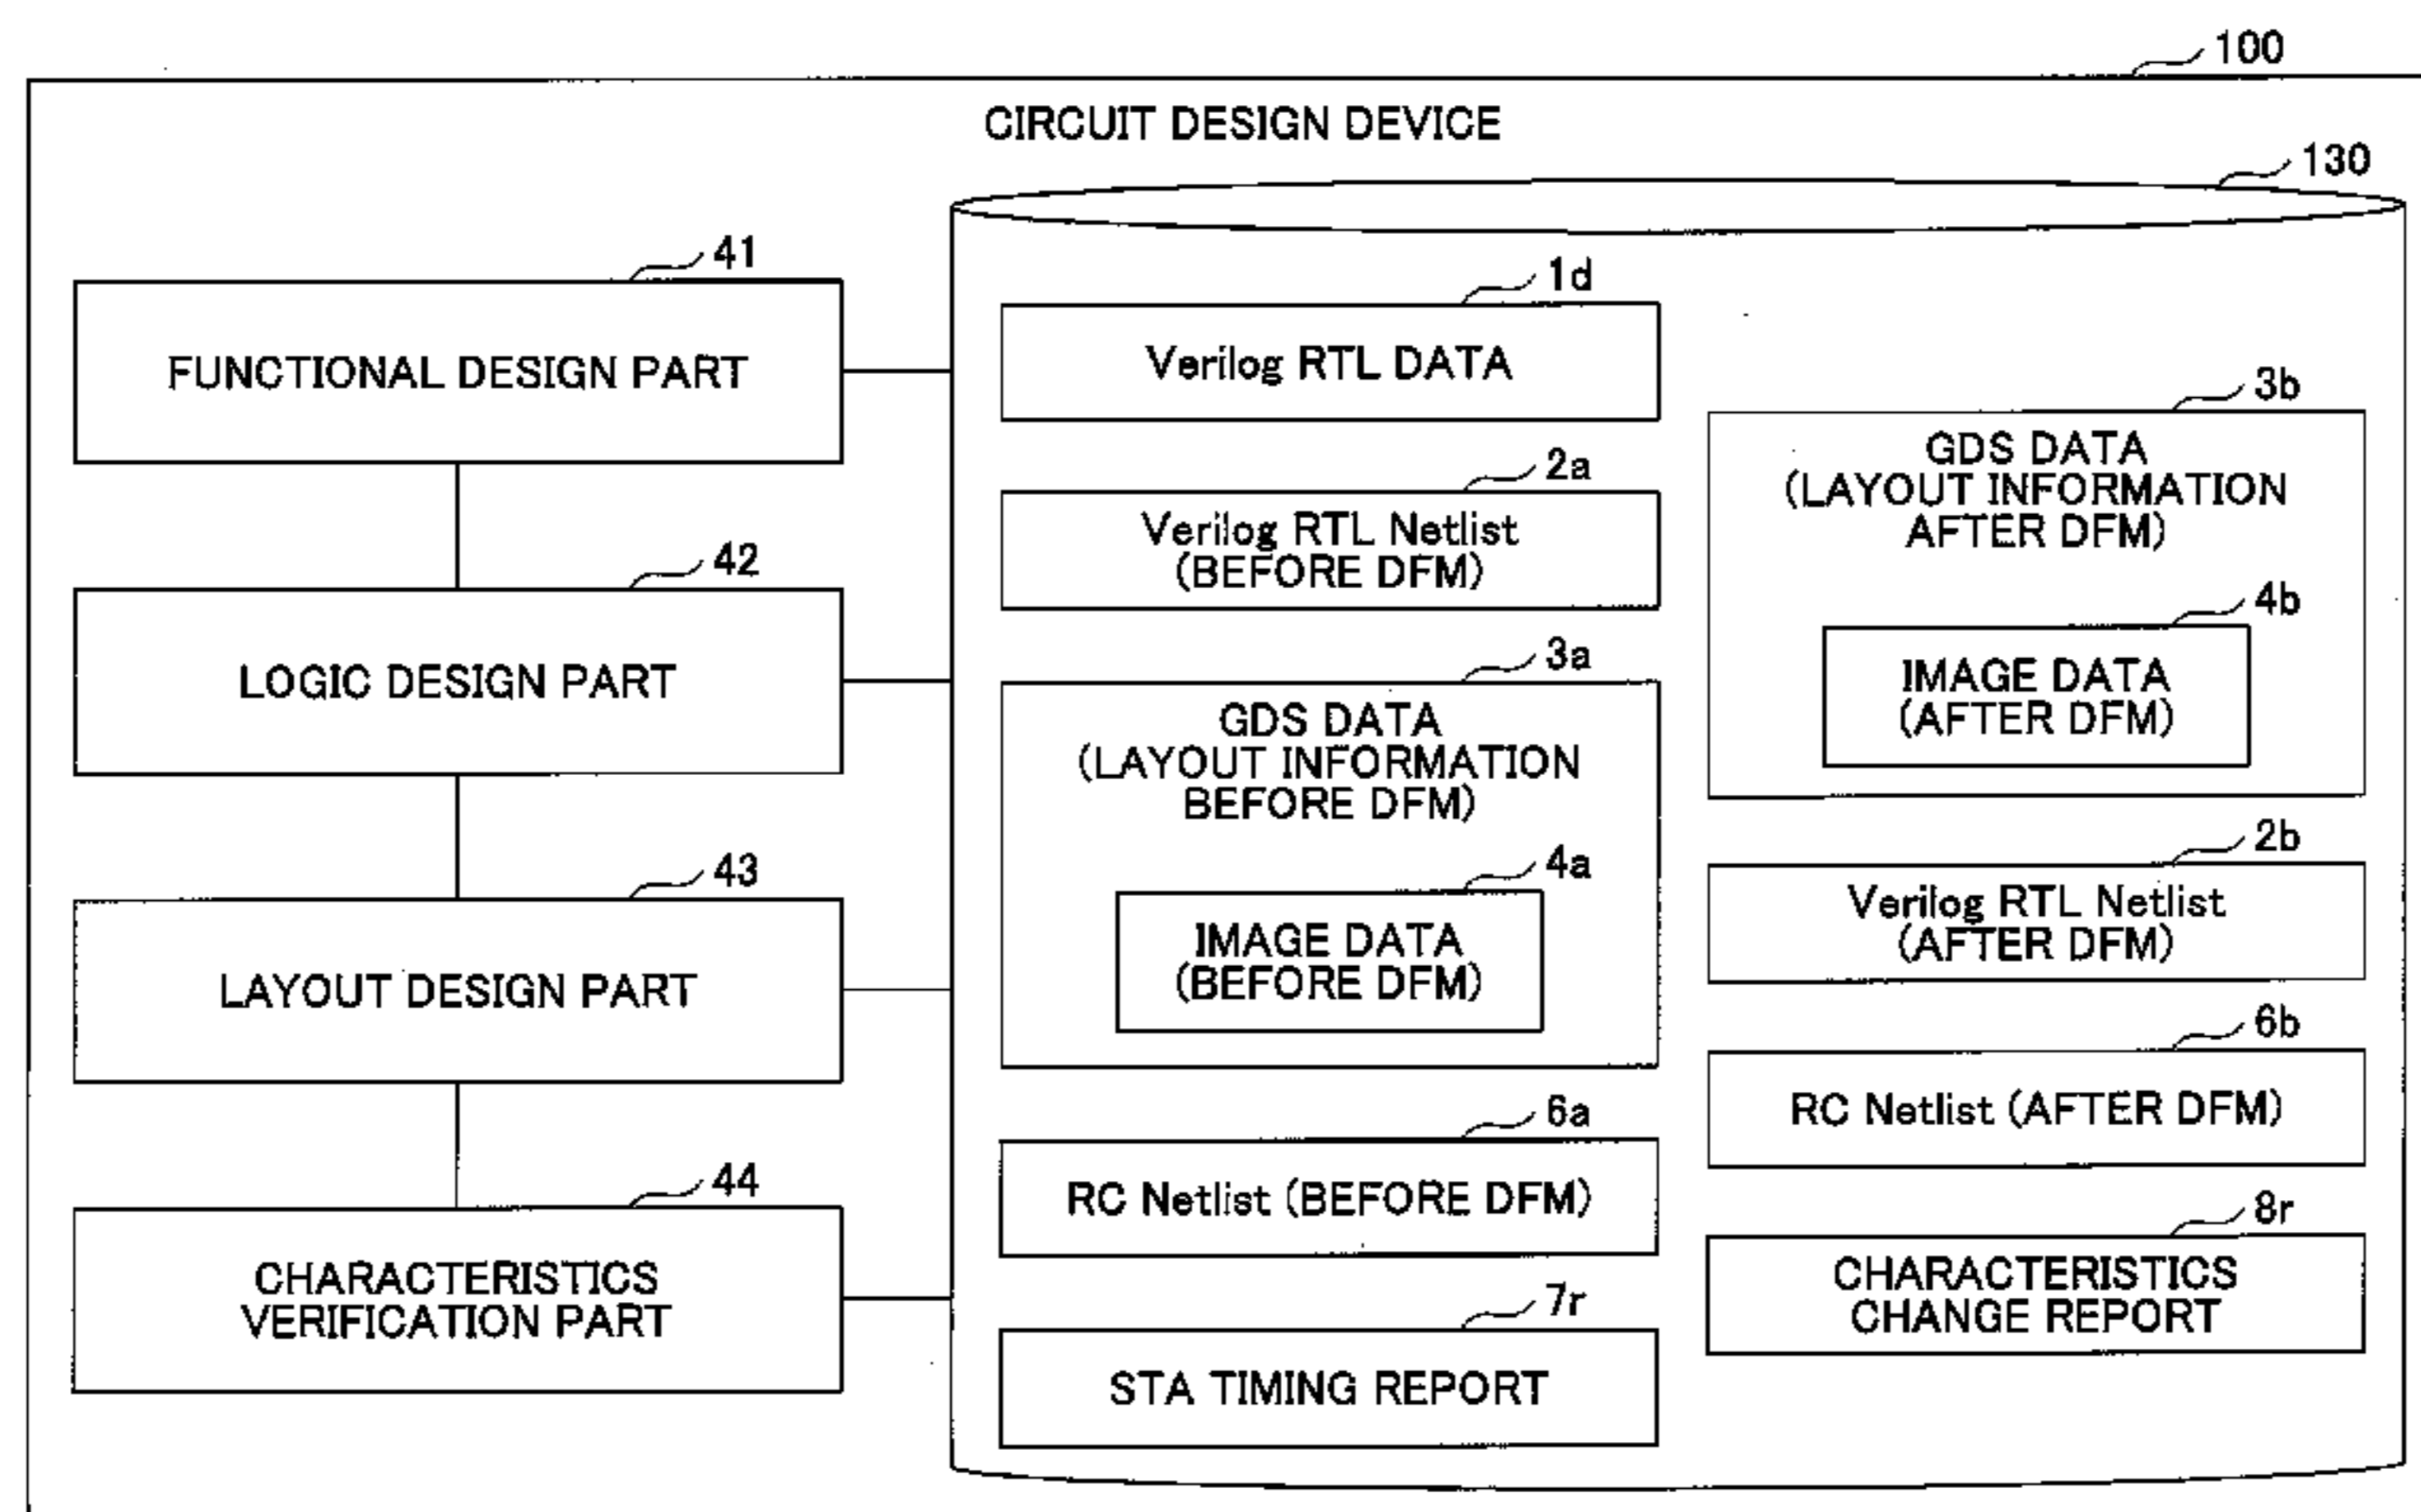 100
CIRCUIT DESIGN DEVICE
130
41
FUNCTIONAL DESIGN PART
42
LOGIC DESIGN PART
43
LAYOUT DESIGN PART
44
CHARACTERISTICS
VERIFICATION PART
1d
Verilog RTL DATA
2a
Verilog RTL Netlist
(BEFORE DFM)
3a
GDS DATA
(LAYOUT INFORMATION
BEFORE DFM)
4a
IMAGE DATA
(BEFORE DFM)
6a
RC Netlist (BEFORE DFM)
7r
STA TIMING REPORT
3b
GDS DATA
(LAYOUT INFORMATION
AFTER DFM)
4b
IMAGE DATA
(AFTER DFM)
2b
Verilog RTL Netlist
(AFTER DFM)
6b
RC Netlist (AFTER DFM)
8r
CHARACTERISTICS
CHANGE REPORT